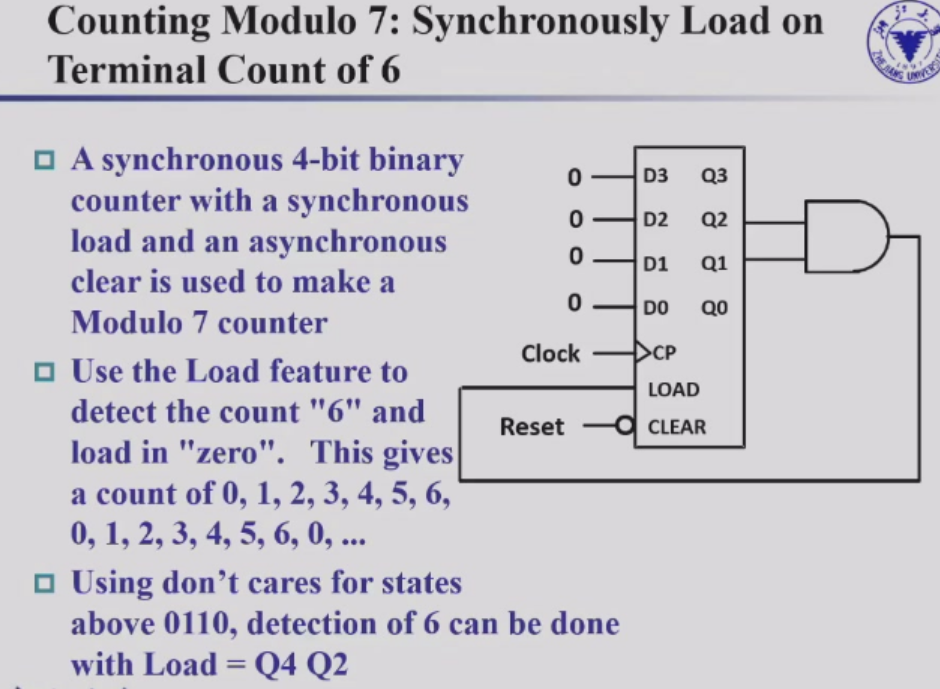 Counting Modulo 7: Synchronously Load on
Terminal Count of 6
A synchronous 4-bit binary
counter with a synchronous
load and an asynchronous
clear is used to make a
Modulo 7 counter
Use the Load feature to
detect the count "6" and
load in "zero". This gives
a count of 0, 1, 2, 3, 4, 5, 6,
0, 1, 2, 3, 4, 5, 6, 0, ...
Using don't cares for states
above 0110, detection of 6 can be done
with Load = Q4 Q2
0 D3 Q3
0 D2 Q2
0 D1 Q1
0 D0 Q0
Clock CP
LOAD
Reset CLEAR